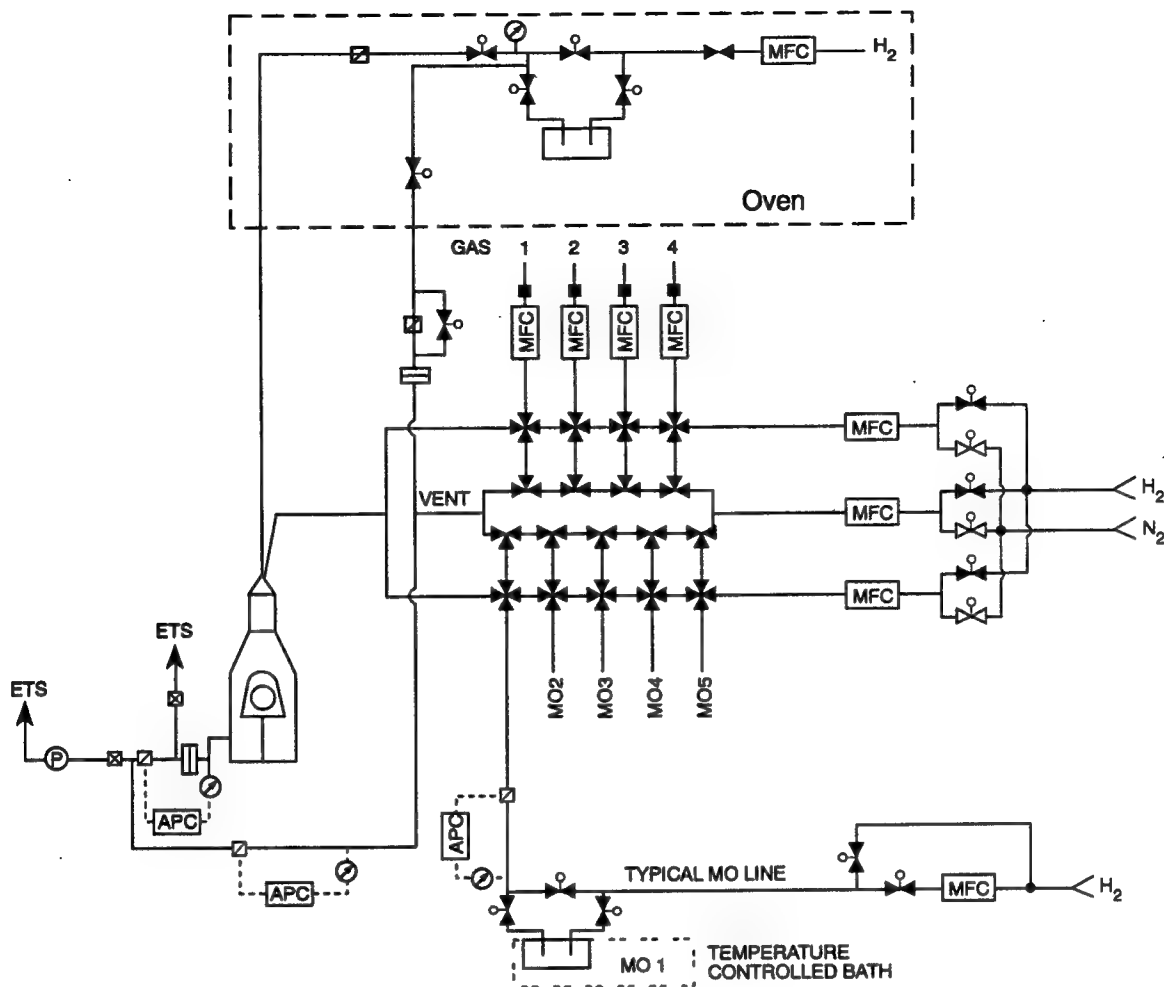 MFC
H2
Oven
GAS 1 2 3 4
MFC MFC MFC MFC
MFC
VENT
MFC
H2
N2
MFC
ETS
ETS
MO2 MO3 MO4 MO5
P
APC
APC
APC
TYPICAL MO LINE
MFC
H2
MO 1
TEMPERATURE
CONTROLLED BATH